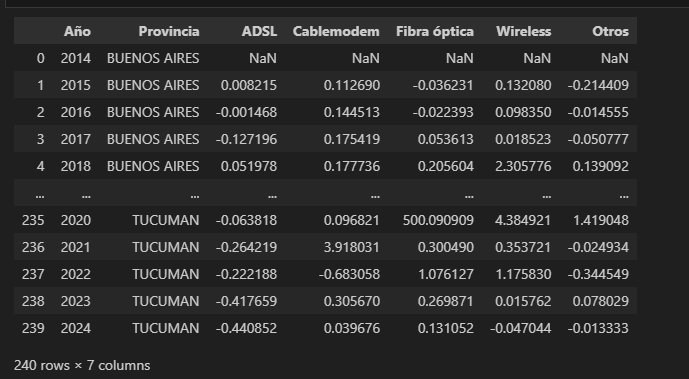 Año Provincia ADSL Cablemodem Fibra óptica Wireless Otros
0 2014 BUENOS AIRES NaN NaN NaN NaN NaN
1 2015 BUENOS AIRES 0.008215 0.112690 -0.036231 0.132080 -0.214409
2 2016 BUENOS AIRES -0.001468 0.144513 -0.022393 0.098350 -0.014555
3 2017 BUENOS AIRES -0.127196 0.175419 0.053613 0.018523 -0.050777
4 2018 BUENOS AIRES 0.051978 0.177736 0.205604 2.305776 0.139092
... ... ... ... ... ... ... ...
235 2020 TUCUMAN -0.063818 0.096821 500.090909 4.384921 1.419048
236 2021 TUCUMAN -0.264219 3.918031 0.300490 0.353721 -0.024934
237 2022 TUCUMAN -0.222188 -0.683058 1.076127 1.175830 -0.344549
238 2023 TUCUMAN -0.417659 0.305670 0.269871 0.015762 0.078029
239 2024 TUCUMAN -0.440852 0.039676 0.131052 -0.047044 -0.013333
240 rows × 7 columns